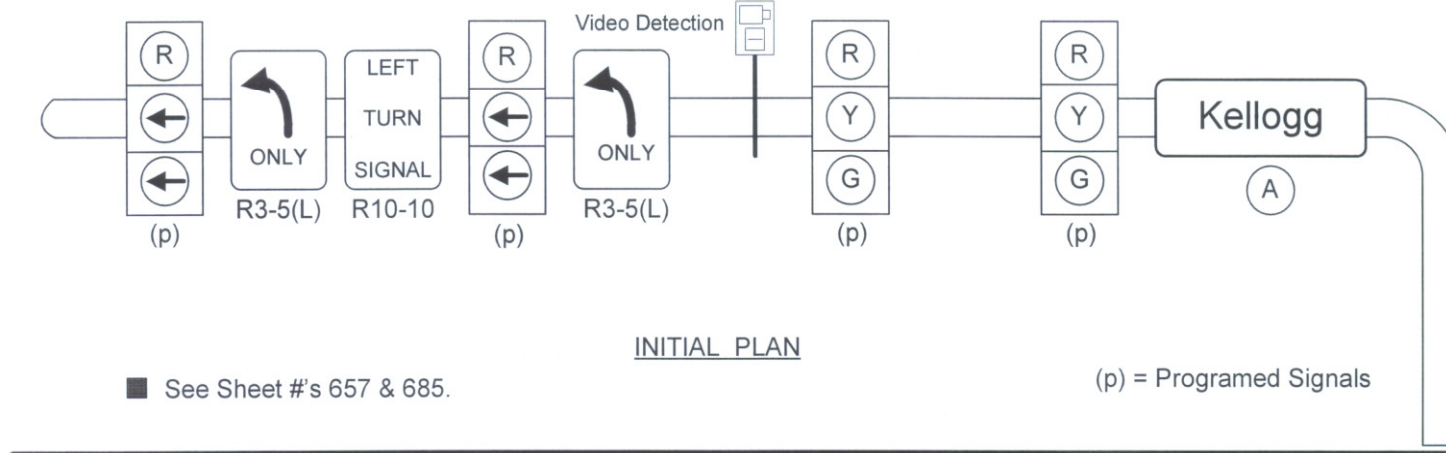 Video Detection
R
ONLY
R3-5(L)
(p)
LEFT
TURN
SIGNAL
R10-10
R
(p)
ONLY
R3-5(L)
R
Y
G
(p)
R
Y
G
(p)
Kellogg
A
INITIAL PLAN
See Sheet #'s 657 & 685.
(p) = Programed Signals